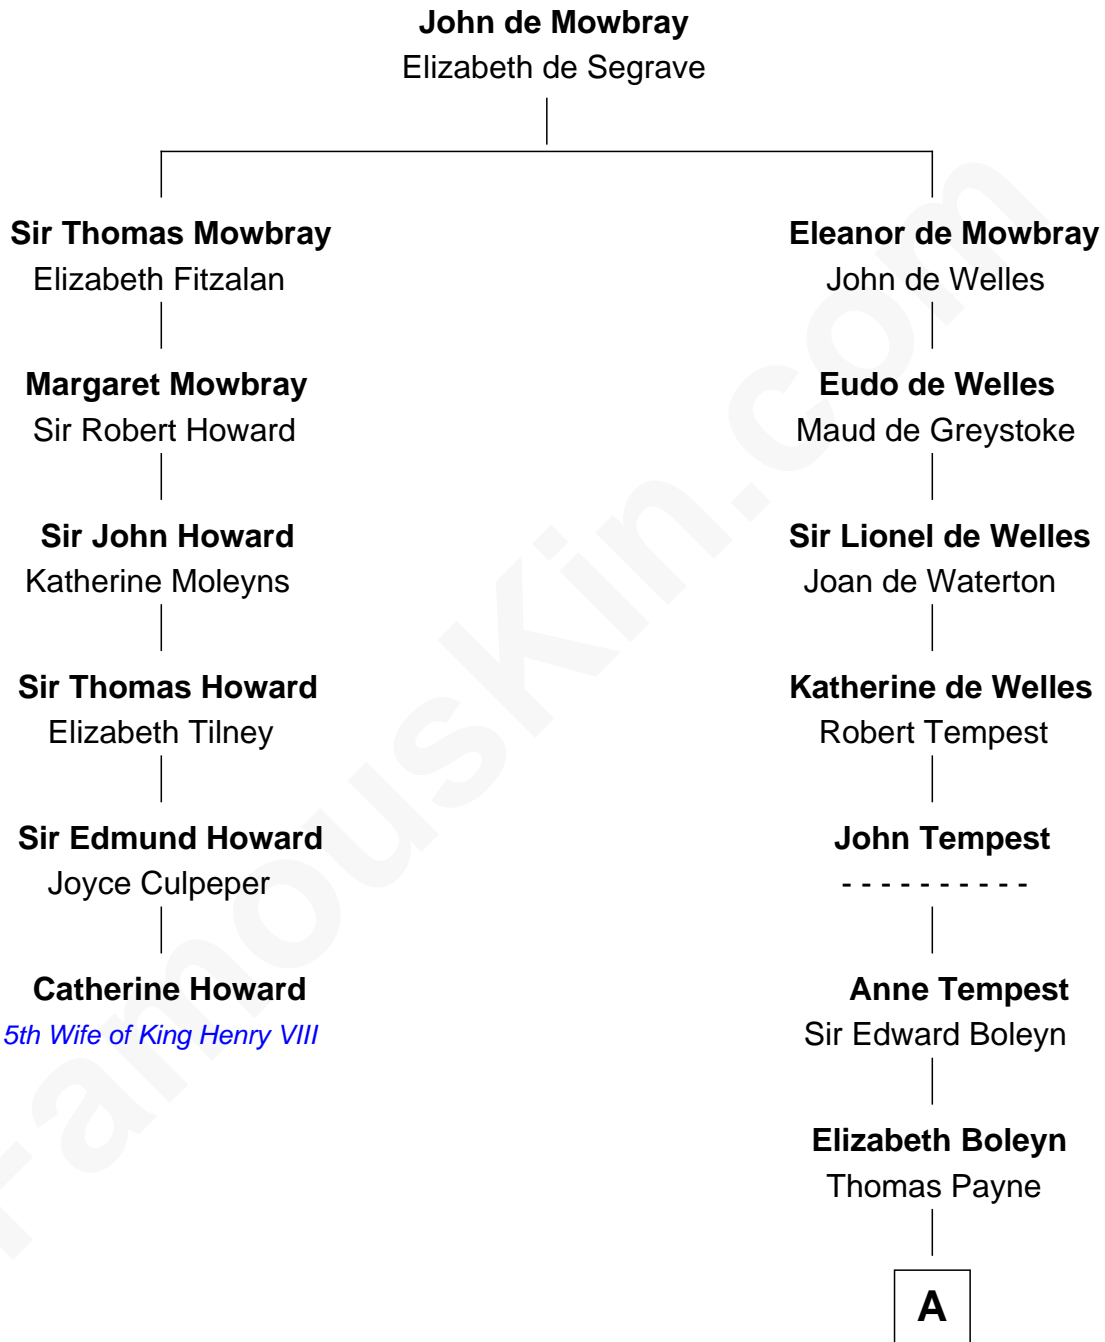 John de Mowbray
Elizabeth de Segrave
Sir Thomas Mowbray
Elizabeth Fitzalan
Margaret Mowbray
Sir Robert Howard
Sir John Howard
Katherine Moleyns
Sir Thomas Howard
Elizabeth Tilney
Sir Edmund Howard
Joyce Culpeper
Catherine Howard
5th Wife of King Henry VIII
Eleanor de Mowbray
John de Welles
Eudo de Welles
Maud de Greystoke
Sir Lionel de Welles
Joan de Waterton
Katherine de Welles
Robert Tempest
John Tempest
- - - - - - - - - -
Anne Tempest
Sir Edward Boleyn
Elizabeth Boleyn
Thomas Payne
A
FamousKin.com